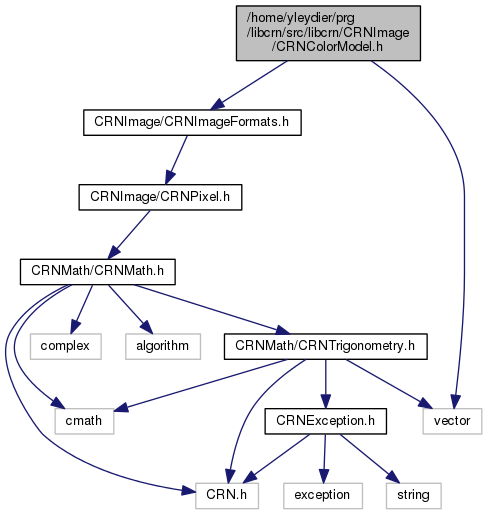 /home/yleydier/prg
/libcrn/src/libcrn/CRNImage
/CRNColorModel.h
CRNImage/CRNImageFormats.h
CRNImage/CRNPixel.h
CRNMath/CRNMath.h
complex
algorithm
CRNMath/CRNTrigonometry.h
cmath
CRNException.h
vector
CRN.h
exception
string